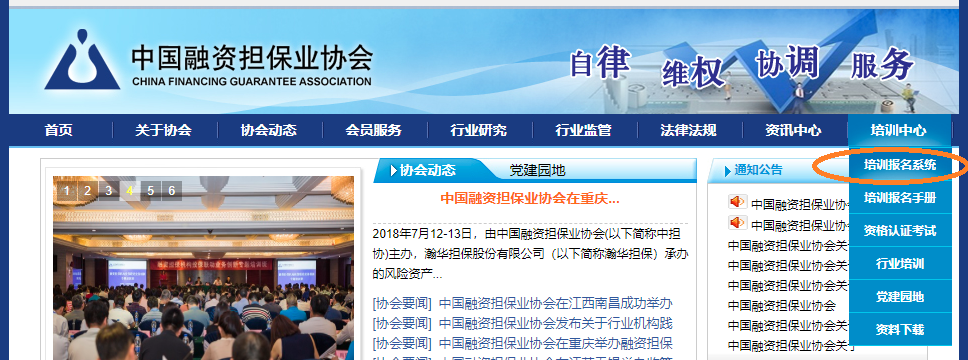 中国融资担保业协会
CHINA FINANCING GUARANTEE ASSOCIATION
自律 维权 协调 服务
首页 关于协会 协会动态 会员服务 行业研究 行业监管 法律法规 资讯中心 培训中心
培训报名系统
培训报名手册
资格认证考试
行业培训
党建园地
资料下载
1 2 3 4 5 6
协会动态 党建园地
中国融资担保业协会在重庆...
2018年7月12-13日，由中国融资担保业协会(以下简称中担
协)主办，瀚华担保股份有限公司（以下简称瀚华担保）承办
的风险资产...
[协会要闻] 中国融资担保业协会在江西南昌成功举办
[协会要闻] 中国融资担保业协会发布关于行业机构践
[协会要闻] 中国融资担保业协会在重庆举办融资担保
通知公告
中国融资担保业协会
中国融资担保业协会
中国融资担保业协会关于
中国融资担保业协会关于
中国融资担保业协会关于
中国融资担保业协会
中国融资担保业协会关于
中国融资担保业协会关于